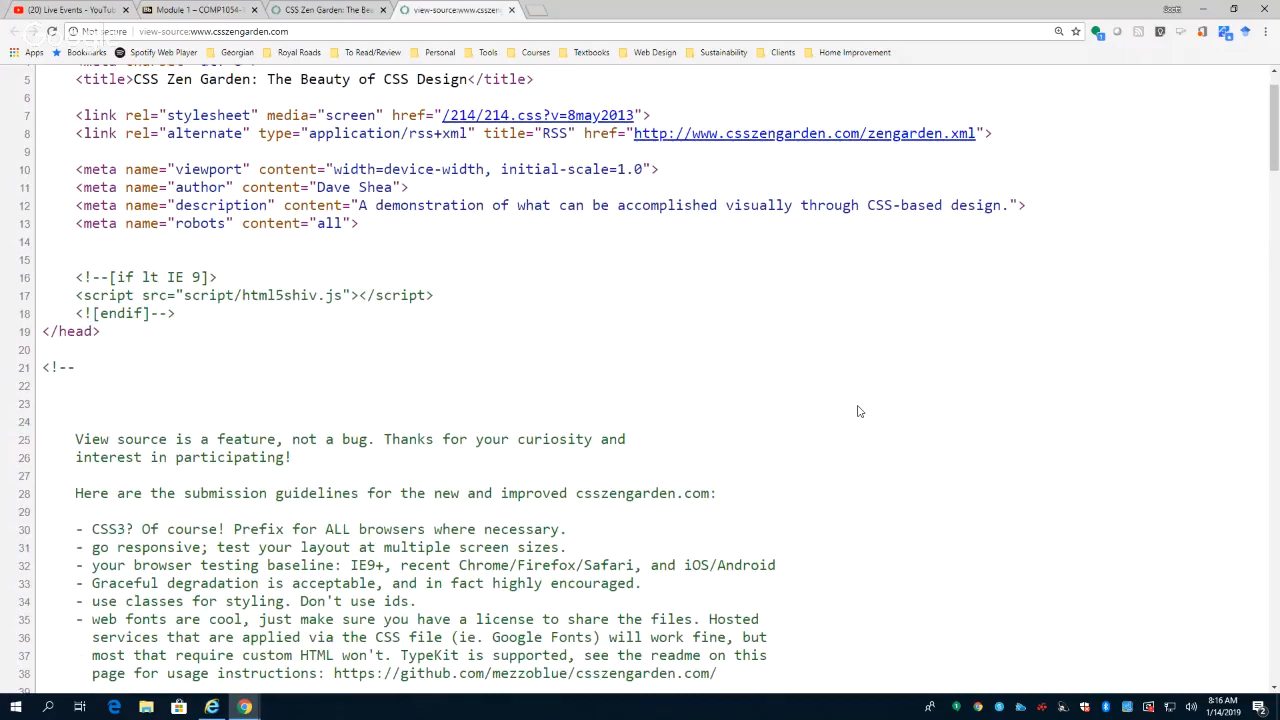 (20) Live Events - YouTub
Module 1 – COMP1054-
CSS Zen Garden: The Bea
view-source:www.csszen
Not secure | view-source:www.csszengarden.com
Apps Bookmarks Spotify Web Player Georgian Royal Roads To Read/Review Personal Tools Courses Textbooks Web Design Sustainability Clients Home Improvement
5 <title>CSS Zen Garden: The Beauty of CSS Design</title>
6
7 <link rel="stylesheet" media="screen" href="/214/214.css?v=8may2013">
8 <link rel="alternate" type="application/rss+xml" title="RSS" href="http://www.csszengarden.com/zengarden.xml">
9
10 <meta name="viewport" content="width=device-width, initial-scale=1.0">
11 <meta name="author" content="Dave Shea">
12 <meta name="description" content="A demonstration of what can be accomplished visually through CSS-based design.">
13 <meta name="robots" content="all">
14
15
16 <!--[if lt IE 9]>
17 <script src="script/html5shiv.js"></script>
18 <![endif]-->
19 </head>
20
21 <!--
22
23
24
25 View source is a feature, not a bug. Thanks for your curiosity and
26 interest in participating!
27
28 Here are the submission guidelines for the new and improved csszengarden.com:
29
30 - CSS3? Of course! Prefix for ALL browsers where necessary.
31 - go responsive; test your layout at multiple screen sizes.
32 - your browser testing baseline: IE9+, recent Chrome/Firefox/Safari, and iOS/Android
33 - Graceful degradation is acceptable, and in fact highly encouraged.
34 - use classes for styling. Don't use ids.
35 - web fonts are cool, just make sure you have a license to share the files. Hosted
36 services that are applied via the CSS file (ie. Google Fonts) will work fine, but
37 most that require custom HTML won't. TypeKit is supported, see the readme on this
38 page for usage instructions: https://github.com/mezzoblue/csszengarden.com/
8:16 AM
1/14/2019